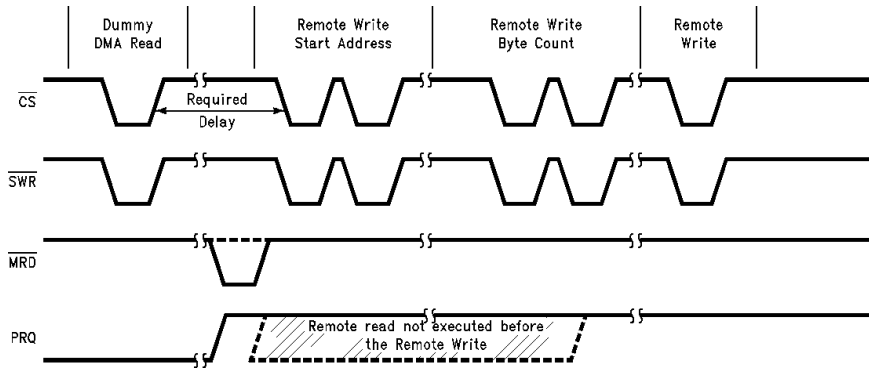 Dummy
DMA Read
Remote Write
Start Address
Remote Write
Byte Count
Remote
Write
CS
Required
Delay
SWR
MRD
PRQ
Remote read not executed before
the Remote Write